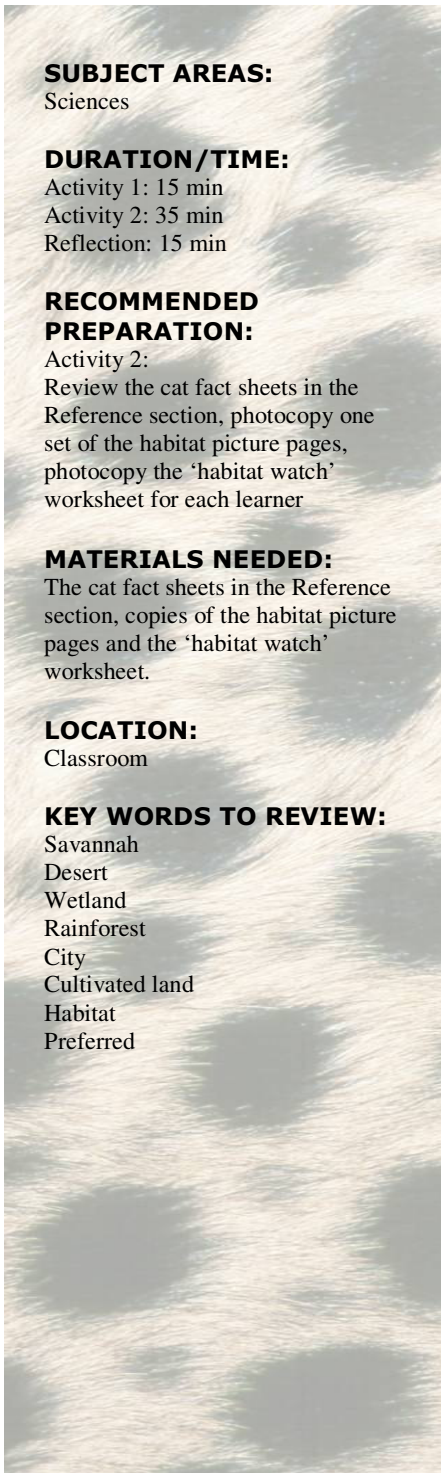 SUBJECT AREAS:
Sciences
DURATION/TIME:
Activity 1: 15 min
Activity 2: 35 min
Reflection: 15 min
RECOMMENDED
PREPARATION:
Activity 2:
Review the cat fact sheets in the
Reference section, photocopy one
set of the habitat picture pages,
photocopy the ‘habitat watch’
worksheet for each learner
MATERIALS NEEDED:
The cat fact sheets in the Reference
section, copies of the habitat picture
pages and the ‘habitat watch’
worksheet.
LOCATION:
Classroom
KEY WORDS TO REVIEW:
Savannah
Desert
Wetland
Rainforest
City
Cultivated land
Habitat
Preferred